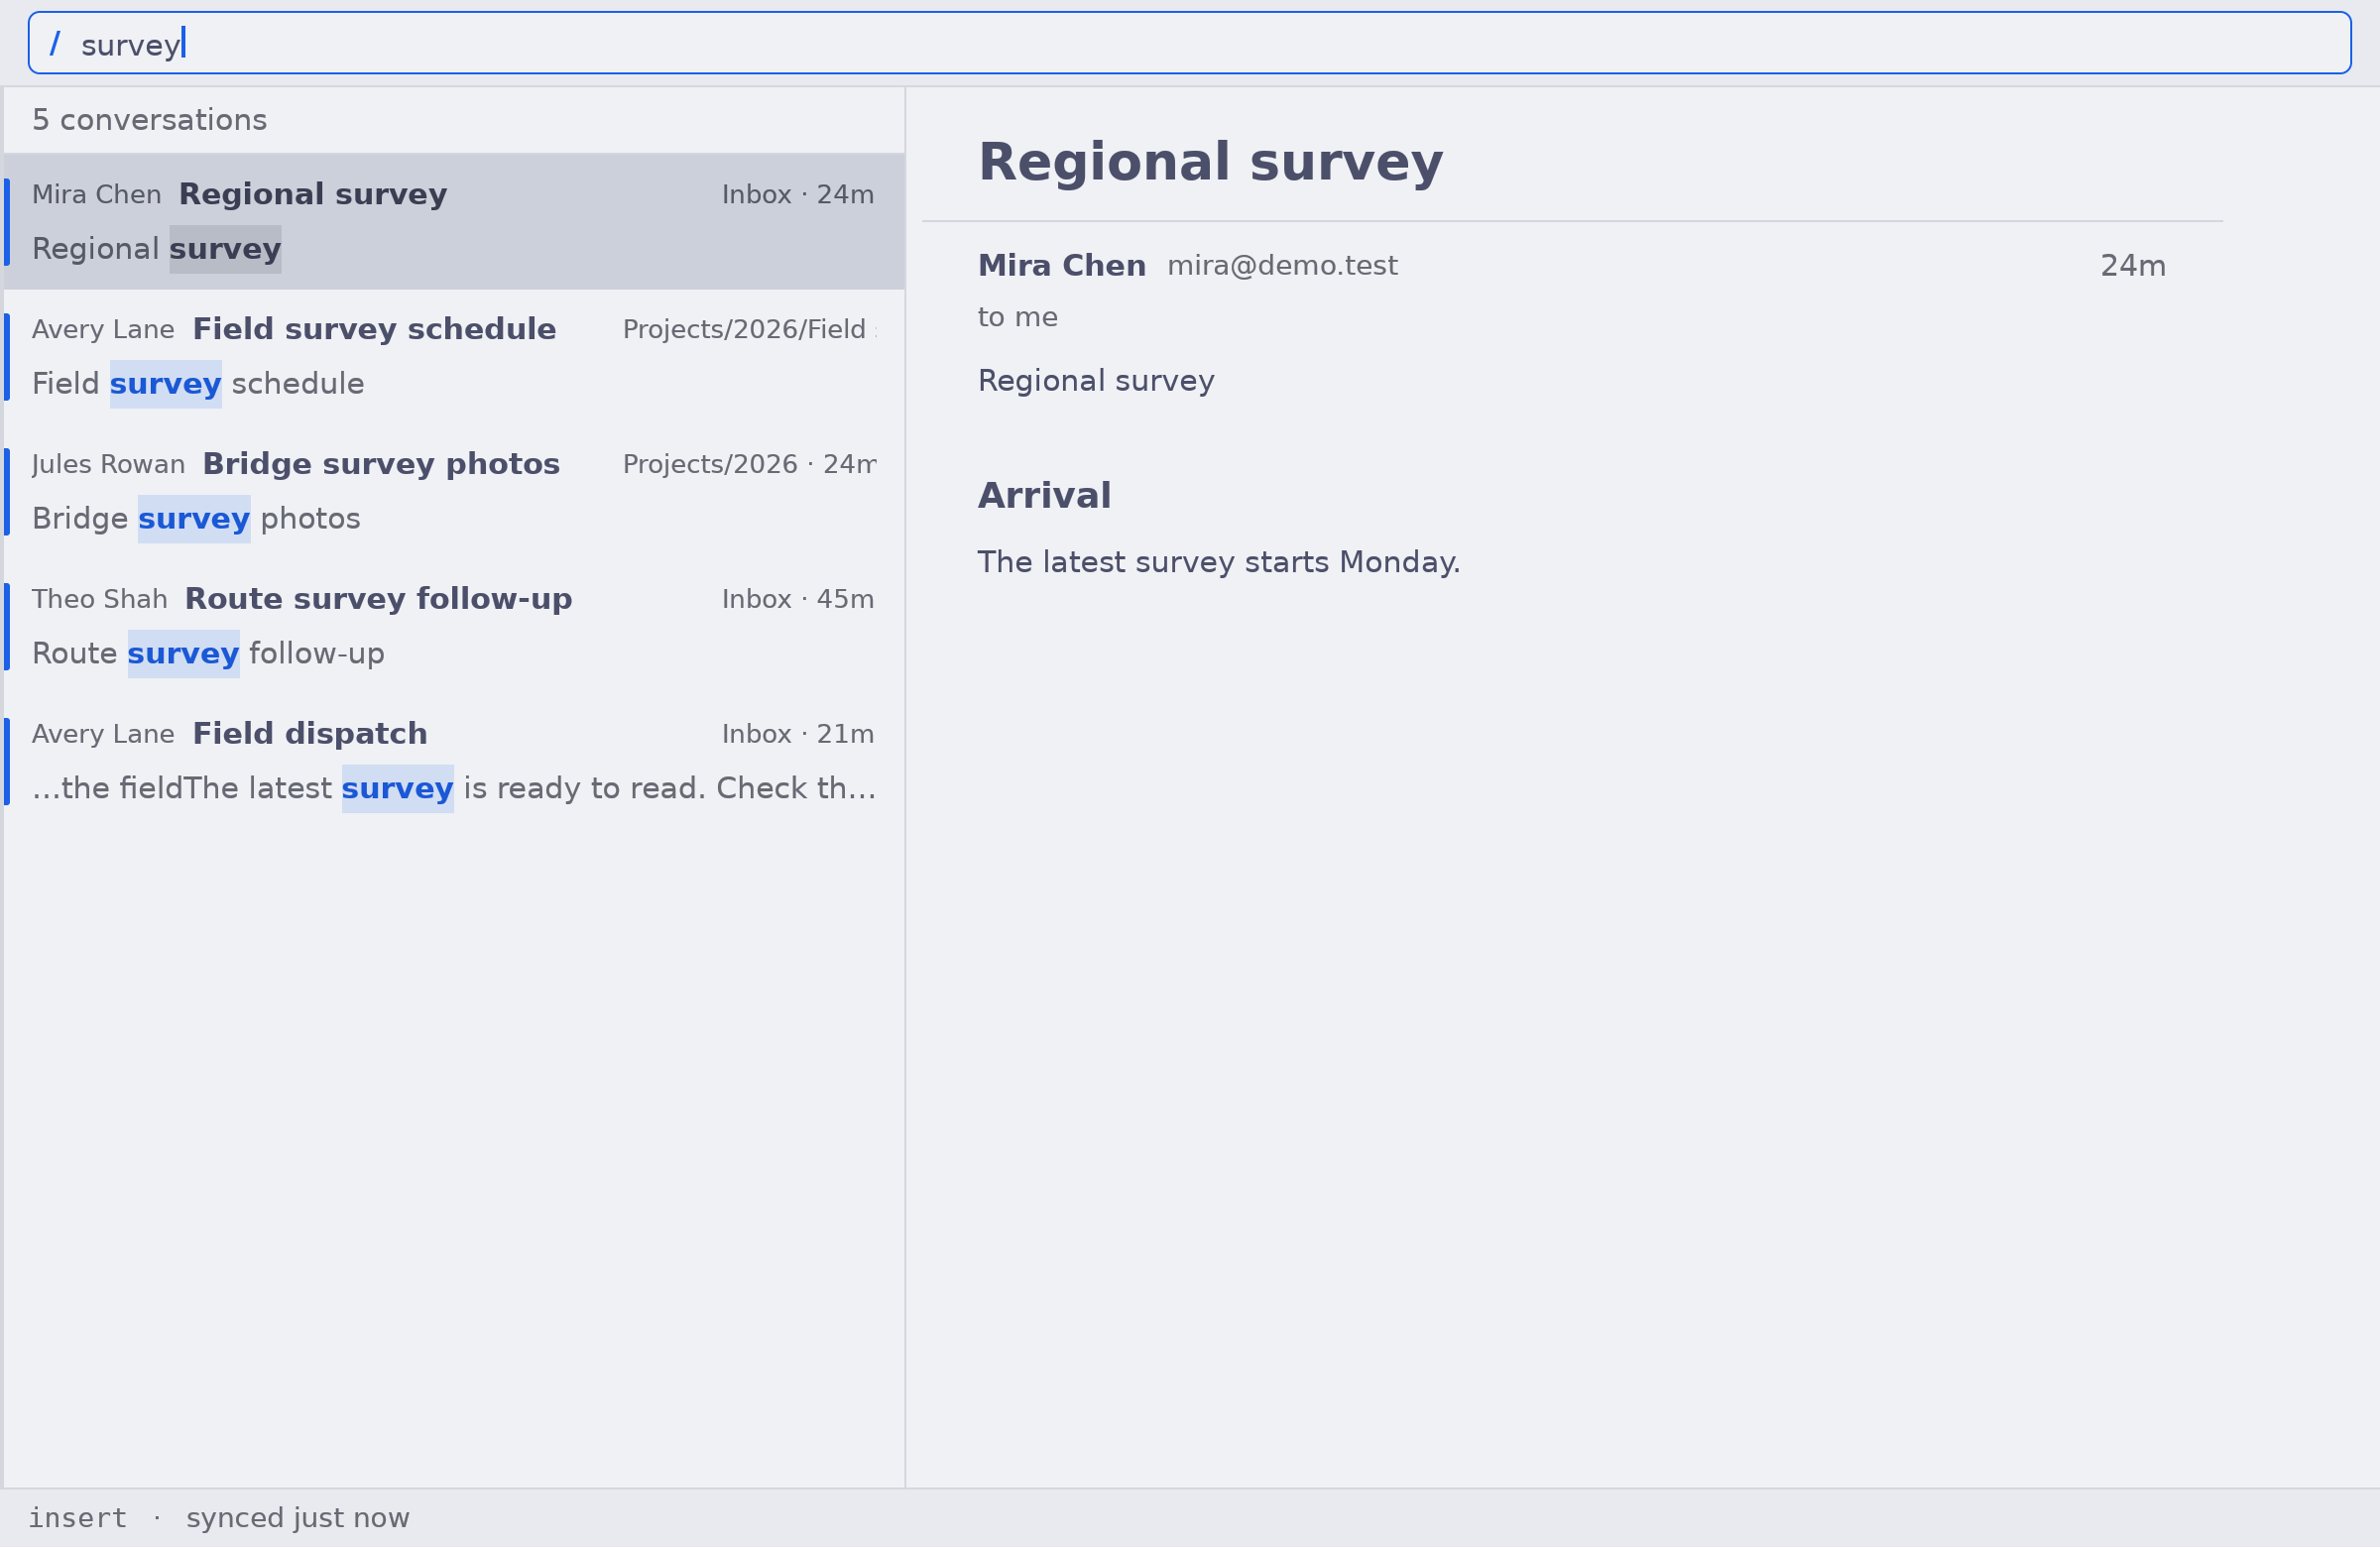 / survey
5 conversations
Mira Chen Regional survey Inbox · 24m
Regional survey
Avery Lane Field survey schedule Projects/2026/Field
Field survey schedule
Jules Rowan Bridge survey photos Projects/2026 · 24m
Bridge survey photos
Theo Shah Route survey follow-up Inbox · 45m
Route survey follow-up
Avery Lane Field dispatch Inbox · 21m
…the fieldThe latest survey is ready to read. Check th…
Regional survey
Mira Chen mira@demo.test 24m
to me
Regional survey
Arrival
The latest survey starts Monday.
insert · synced just now